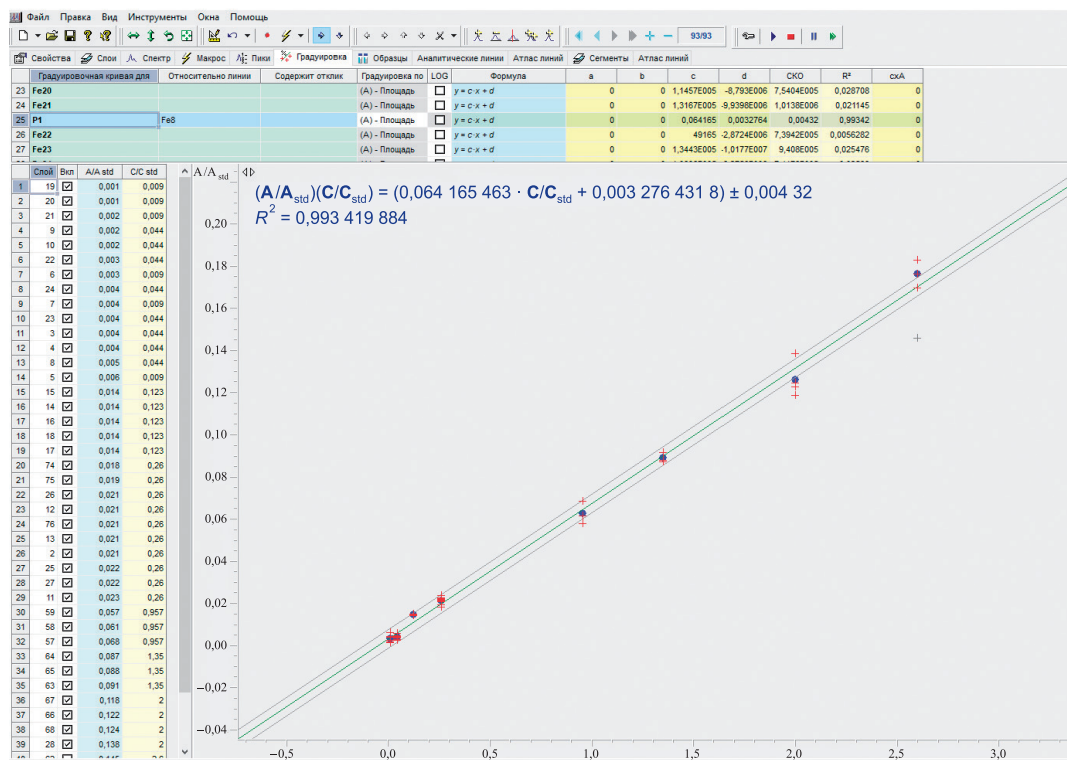 Файл Правка Вид Инструменты Окна Помощь
93/93
Свойства Слои Спектр Макрос Пики Градуировка Образцы Аналитические линии Атлас линий Сегменты Атлас линий
Градуировочная кривая для Относительно линии Содержит отклик Градуировка по LOG Формула a b c d СКО R² cxA
23 Fe20 (A) - Площадь y = c·x + d 0 0 1,1457E005 -8,793E006 7,5404E005 0,028708 0
24 Fe21 (A) - Площадь y = c·x + d 0 0 1,3167E005 -9,9398E006 1,0138E006 0,021145 0
25 P1 Fe8 (A) - Площадь y = c·x + d 0 0 0,064165 0,0032764 0,00432 0,99342 0
26 Fe22 (A) - Площадь y = c·x + d 0 0 49165 -2,8724E006 7,3942E005 0,0056282 0
27 Fe23 (A) - Площадь y = c·x + d 0 0 1,3443E005 -1,0177E007 9,408E005 0,025476 0
Слой Вкл A/A std C/C std
1 19 0,001 0,009
2 20 0,001 0,009
3 21 0,002 0,009
4 9 0,002 0,044
5 10 0,002 0,044
6 22 0,003 0,044
7 6 0,003 0,009
8 24 0,004 0,044
9 7 0,004 0,009
10 23 0,004 0,044
11 3 0,004 0,044
12 4 0,004 0,044
13 8 0,005 0,044
14 5 0,006 0,009
15 15 0,014 0,123
16 14 0,014 0,123
17 16 0,014 0,123
18 18 0,014 0,123
19 17 0,014 0,123
20 74 0,018 0,26
21 75 0,019 0,26
22 26 0,021 0,26
23 12 0,021 0,26
24 76 0,021 0,26
25 13 0,021 0,26
26 2 0,021 0,26
27 25 0,022 0,26
28 27 0,022 0,26
29 11 0,023 0,26
30 59 0,057 0,957
31 58 0,061 0,957
32 57 0,068 0,957
33 64 0,087 1,35
34 65 0,088 1,35
35 63 0,091 1,35
36 67 0,118 2
37 66 0,122 2
38 68 0,124 2
39 28 0,138 2
A/A std
(A/Astd)(C/Cstd) = (0,064 165 463 · C/Cstd + 0,003 276 431 8) ± 0,004 32
R² = 0,993 419 884
0,20
0,18
0,16
0,14
0,12
0,10
0,08
0,06
0,04
0,02
0,00
−0,02
−0,04
−0,5 0,0 0,5 1,0 1,5 2,0 2,5 3,0